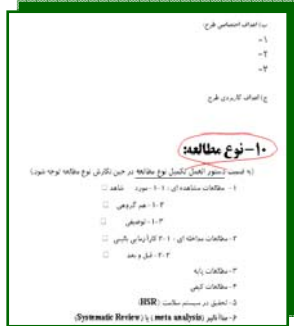 ب) اهداف اختصاصی طرح:
۱-
۲-
۳-
ج) اهداف کاربردی طرح:
۱۰- نوع مطالعه:
(به قسمت دستور العمل تکمیل نوع مطالعه در حین نگارش نوع مطالعه توجه شود.)
۱- مطالعات مشاهده ای : ۱-۱- مورد شاهد □
۲-۱- هم گروهی □
۳-۱- توصیفی □
۲- مطالعات مداخله ای : ۱-۲ کارآزمایی بالینی □
۲-۲- قبل و بعد □
۳- مطالعات پایه
۴- مطالعات کیفی
۵- تحقیق در سیستم سلامت (HSR)
۶- متاآنالیز (meta analysis) یا (Systematic Review)